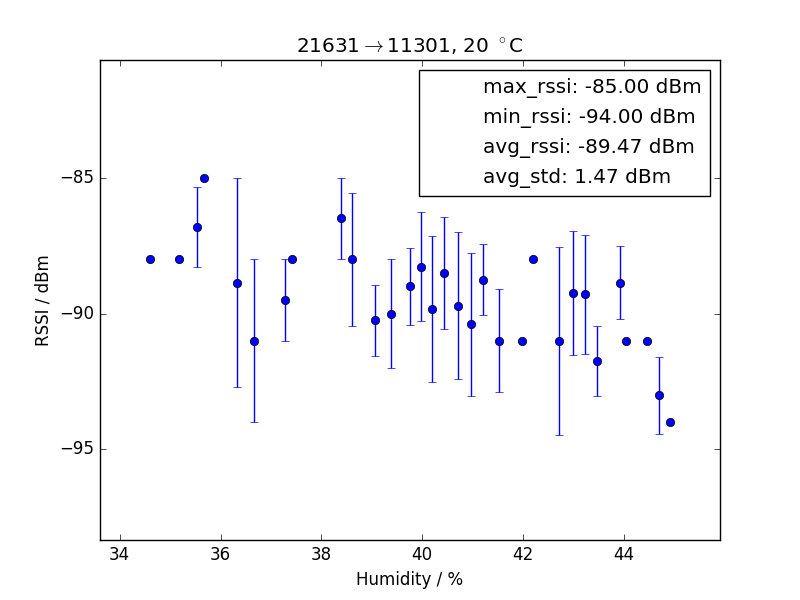 21631→11301, 20 °C
max_rssi: -85.00 dBm
min_rssi: -94.00 dBm
avg_rssi: -89.47 dBm
avg_std: 1.47 dBm
−85
−90
−95
RSSI / dBm
34 36 38 40 42 44
Humidity / %